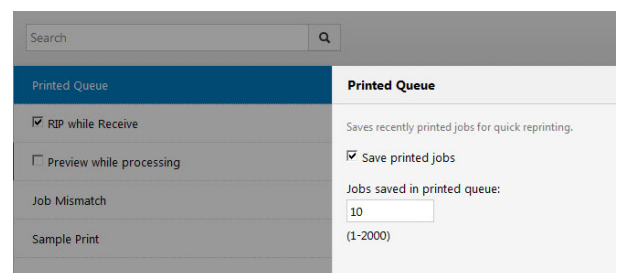 Search
Printed Queue
RIP while Receive
Preview while processing
Job Mismatch
Sample Print
Printed Queue
Saves recently printed jobs for quick reprinting.
Save printed jobs
Jobs saved in printed queue:
10
(1-2000)